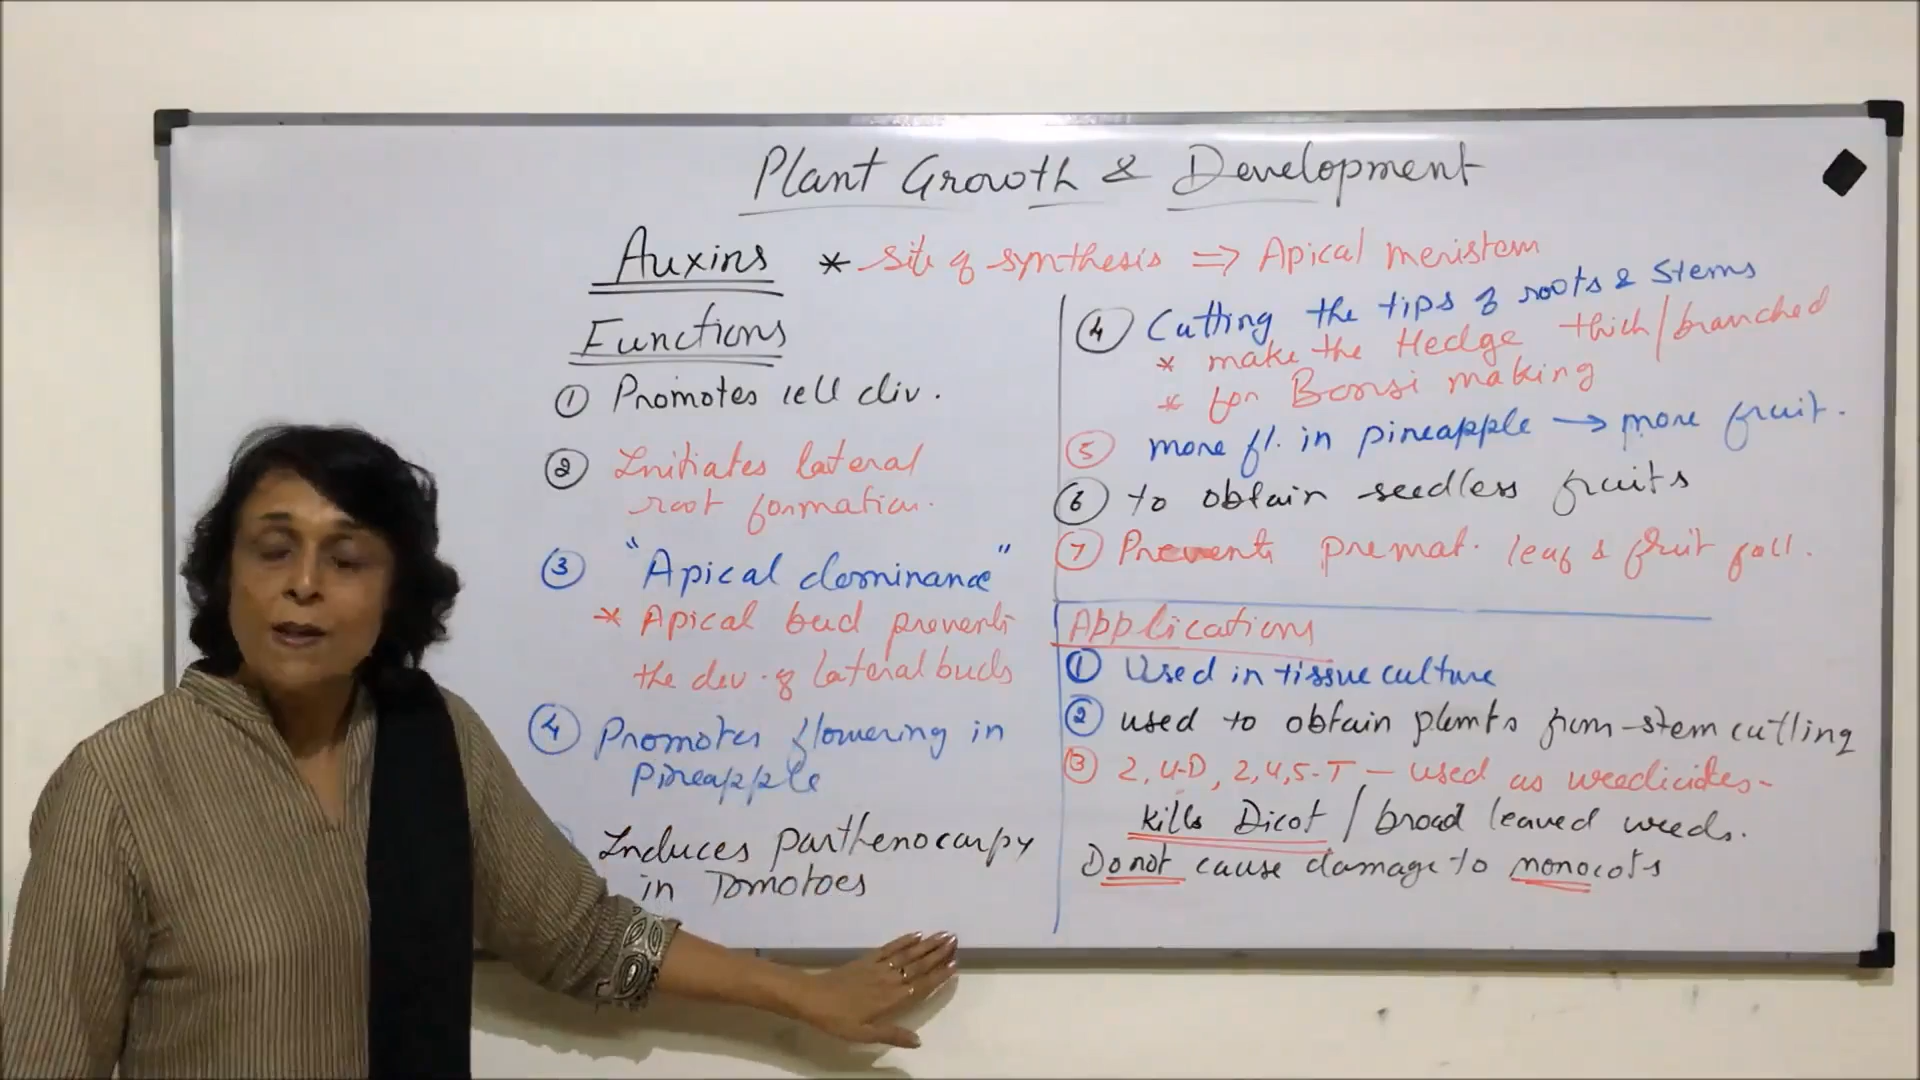 Plant Growth & Development
Auxins * site of synthesis ⇒ Apical meristem
Functions
① Promotes cell div.
② Initiates lateral
root formation.
③ "Apical dominance"
* Apical bud prevents
the dev. of lateral buds
④ Promotes flowering in
Pineapple
Induces parthenocarpy
in Tomotoes
④ Cutting the tips of roots & stems
* make the Hedge thick/branched
* for Bonsi making
⑤ more fl. in pineapple → more fruit.
⑥ to obtain seedless fruits
⑦ Prevents premat. leaf & fruit fall.
Applications
① Used in tissue culture
② used to obtain plants from stem cutting
③ 2,4-D, 2,4,5-T – used as weedicides-
kills Dicot / broad leaved weeds.
Do not cause damage to monocots